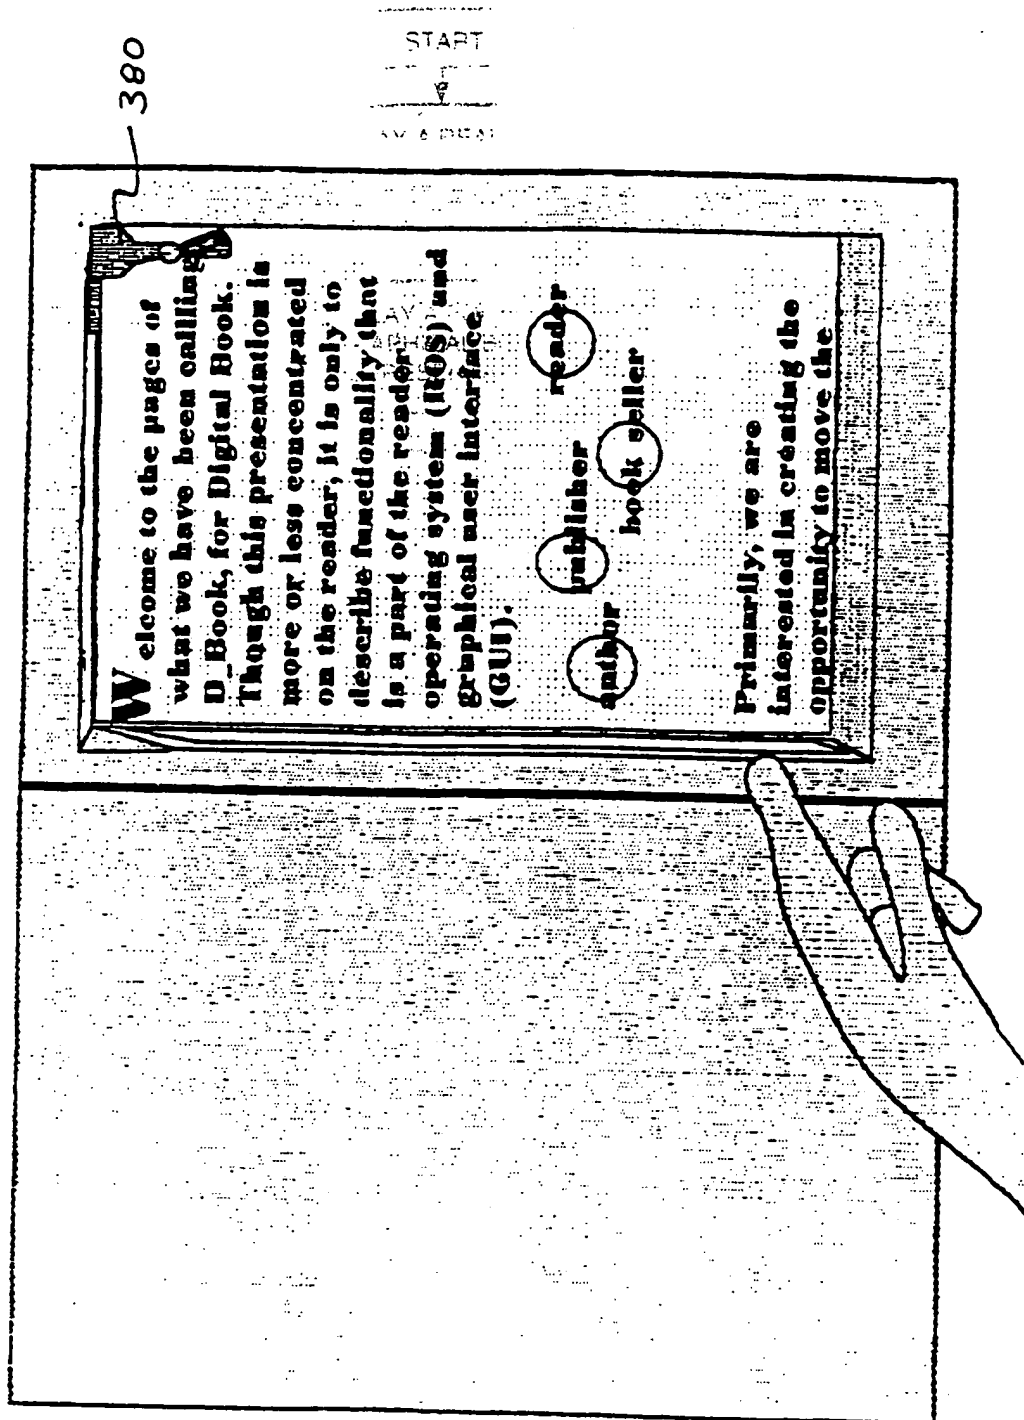 380
START
Welcome to the pages of
what we have been callling
D_Book, for Digital Book.
Though this presentation is
more or less concentrated
on the reader, it is only to
describe functionality that
is a part of the reader
operating system (ROS) and
graphical user interface
(GUI).
author
publisher
book seller
reader
Primarily, we are
interested in creating the
opportunity to move the